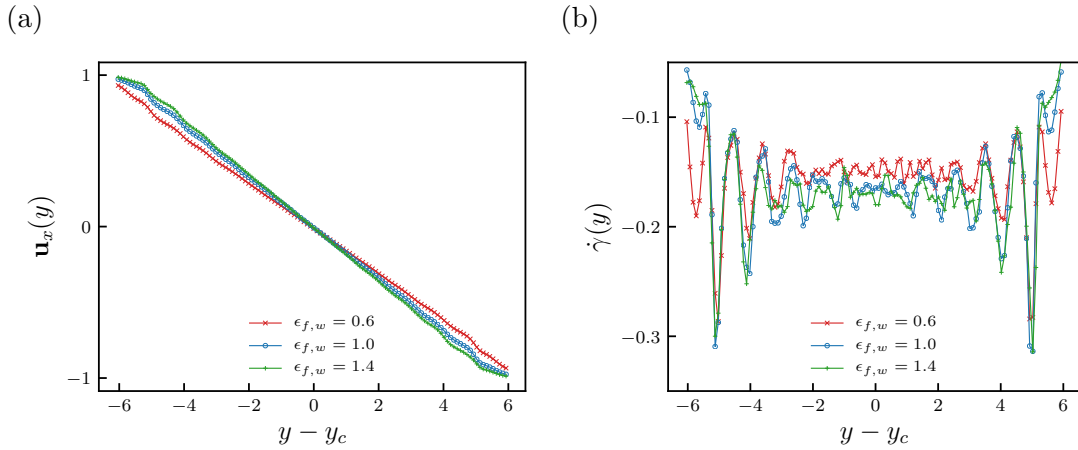 (a)
(b)
1
0
−1
−6
−4
−2
0
2
4
6
y − y_c
𝐮ₓ(y)
ϵ_{f,w} = 0.6
ϵ_{f,w} = 1.0
ϵ_{f,w} = 1.4
−0.1
−0.2
−0.3
−6
−4
−2
0
2
4
6
y − y_c
γ̇(y)
ϵ_{f,w} = 0.6
ϵ_{f,w} = 1.0
ϵ_{f,w} = 1.4